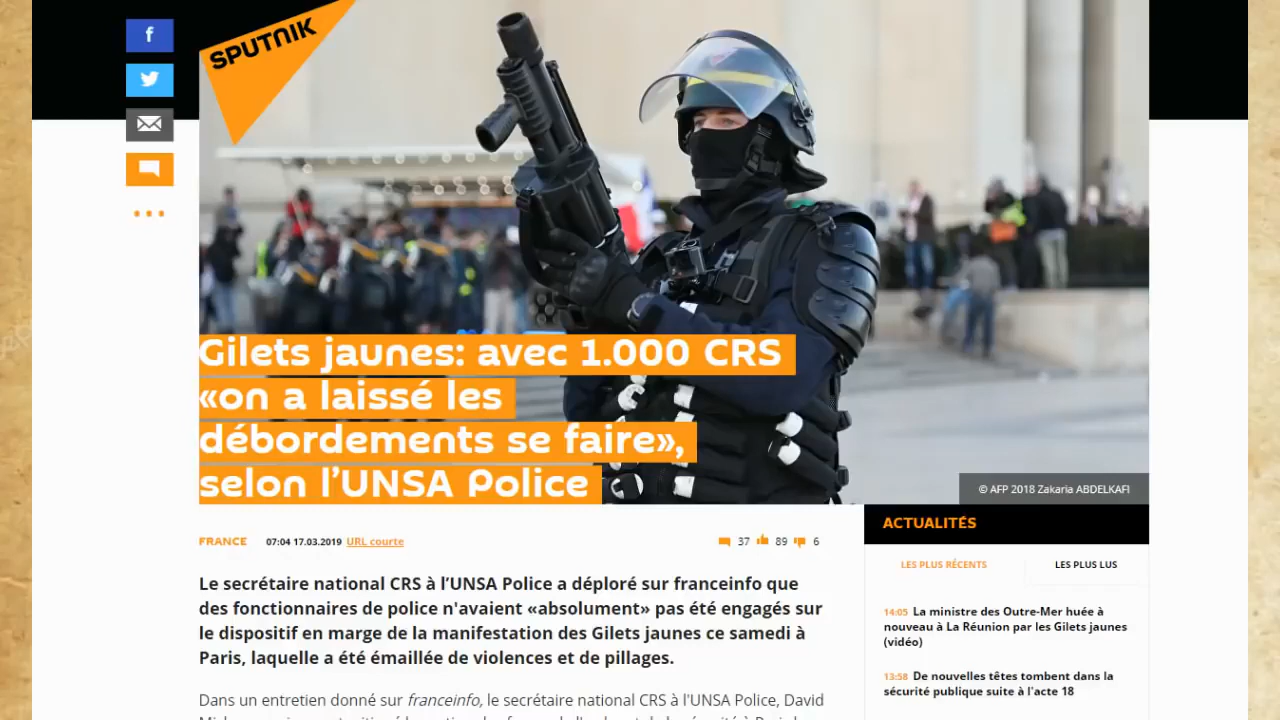 SPUTNIK
Gilets jaunes: avec 1.000 CRS
«on a laissé les
débordements se faire»,
selon l'UNSA Police
© AFP 2018 Zakaria ABDELKAFI
FRANCE 07:04 17.03.2019 URL courte 37 89 6
Le secrétaire national CRS à l'UNSA Police a déploré sur franceinfo que
des fonctionnaires de police n'avaient «absolument» pas été engagés sur
le dispositif en marge de la manifestation des Gilets jaunes ce samedi à
Paris, laquelle a été émaillée de violences et de pillages.
Dans un entretien donné sur franceinfo, le secrétaire national CRS à l'UNSA Police, David
ACTUALITÉS
LES PLUS RÉCENTS LES PLUS LUS
14:05 La ministre des Outre-Mer huée à
nouveau à La Réunion par les Gilets jaunes
(vidéo)
13:58 De nouvelles têtes tombent dans la
sécurité publique suite à l'acte 18